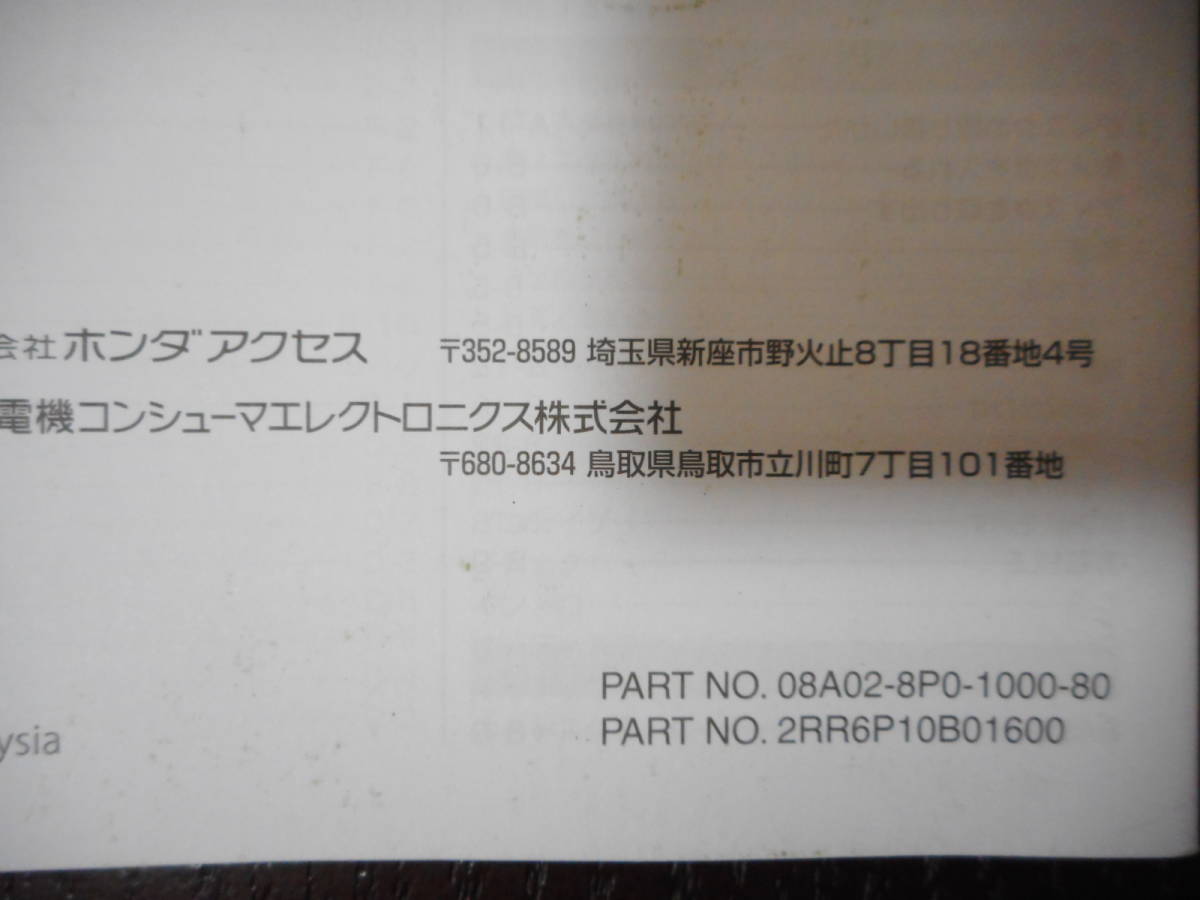 会社 ホンダアクセス 〒352-8589 埼玉県新座市野火止8丁目18番地4号
電機コンシューマエレクトロニクス株式会社
〒680-8634 鳥取県鳥取市立川町7丁目101番地
PART NO. 08A02-8P0-1000-80
PART NO. 2RR6P10B01600
ysia